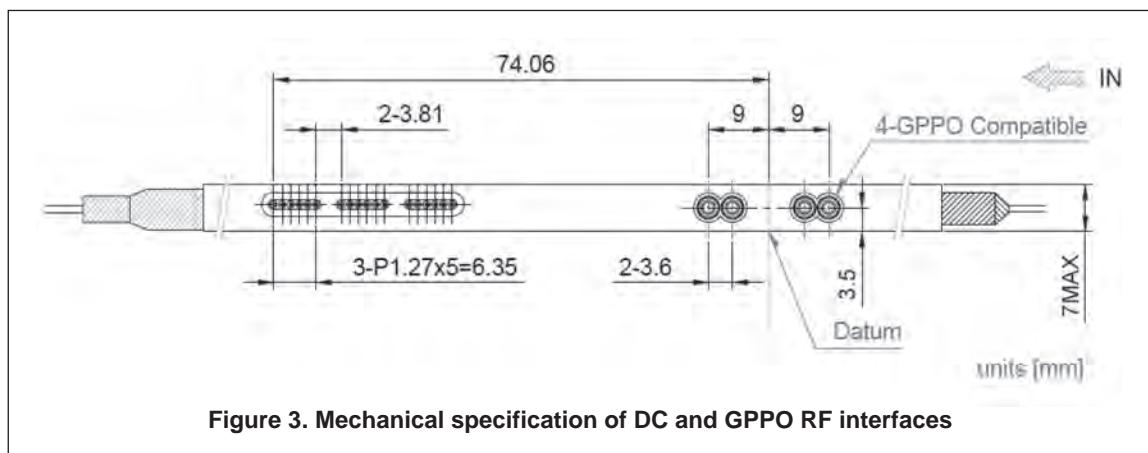 74.06
IN
2-3.81
9
9
4-GPPO Compatible
3-P1.27x5=6.35
2-3.6
3.5
7MAX
Datum
units [mm]
Figure 3. Mechanical specification of DC and GPPO RF interfaces